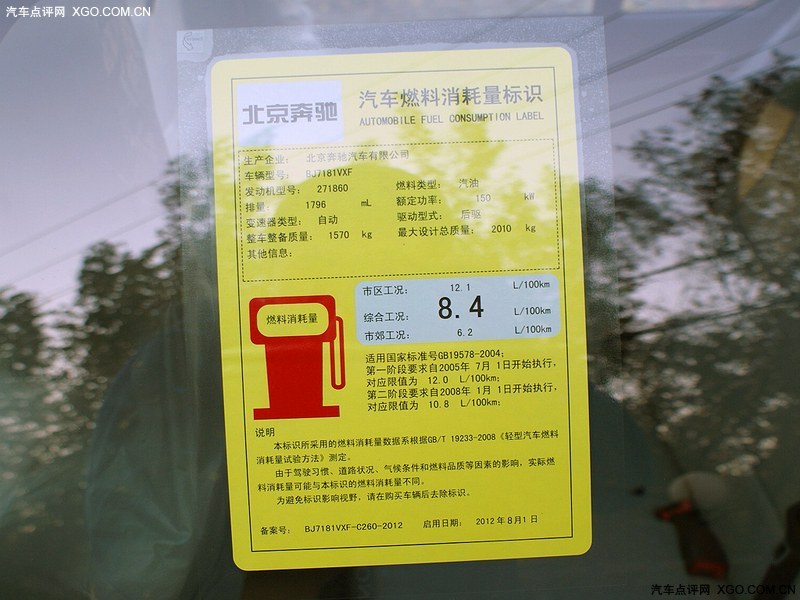 汽车点评网 XGO.COM.CN
北京奔驰
汽车燃料消耗量标识
AUTOMOBILE FUEL CONSUMPTION LABEL
生产企业： 北京奔驰汽车有限公司
车辆型号： BJ7181VXF
发动机型号： 271860 燃料类型： 汽油
排量： 1796 mL 额定功率： 150 kW
变速器类型： 自动 驱动型式： 后驱
整车整备质量： 1570 kg 最大设计总质量： 2010 kg
其他信息：
市区工况： 12.1 L/100km
综合工况： 8.4 L/100km
市郊工况： 6.2 L/100km
燃料消耗量
适用国家标准号GB19578-2004；
第一阶段要求自2005年 7月 1日开始执行，
对应限值为 12.0 L/100km；
第二阶段要求自2008年 1月 1日开始执行，
对应限值为 10.8 L/100km；
说明
本标识所采用的燃料消耗量数据系根据GB/T 19233-2008《轻型汽车燃料
消耗量试验方法》测定。
由于驾驶习惯、道路状况、气候条件和燃料品质等因素的影响，实际燃
料消耗量可能与本标识的燃料消耗量不同。
为避免标识影响视野，请在购买车辆后去除标识。
备案号： BJ7181VXF-C260-2012 启用日期： 2012年8月1日
汽车点评网 XGO.COM.CN